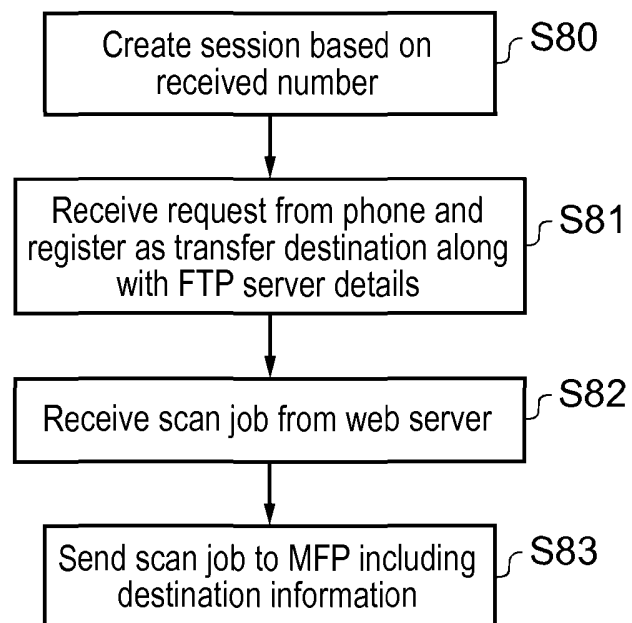 Create session based on
received number
S80
Receive request from phone and
register as transfer destination along
with FTP server details
S81
Receive scan job from web server
S82
Send scan job to MFP including
destination information
S83